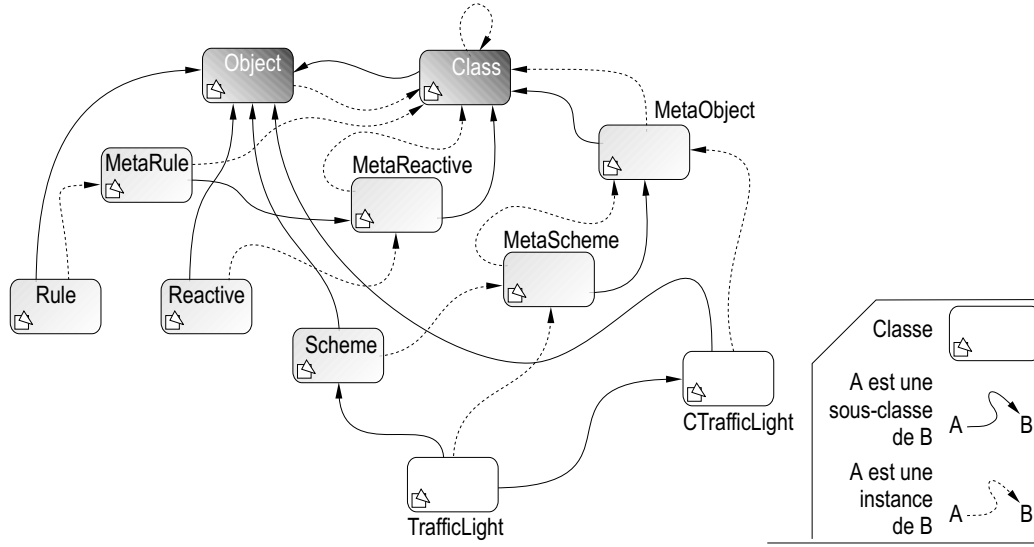 Object
Class
MetaObject
MetaRule
MetaReactive
MetaScheme
Rule
Reactive
Scheme
CTrafficLight
TrafficLight
Classe
A est une
sous-classe
de B
A
B
A est une
instance
de B
A
B